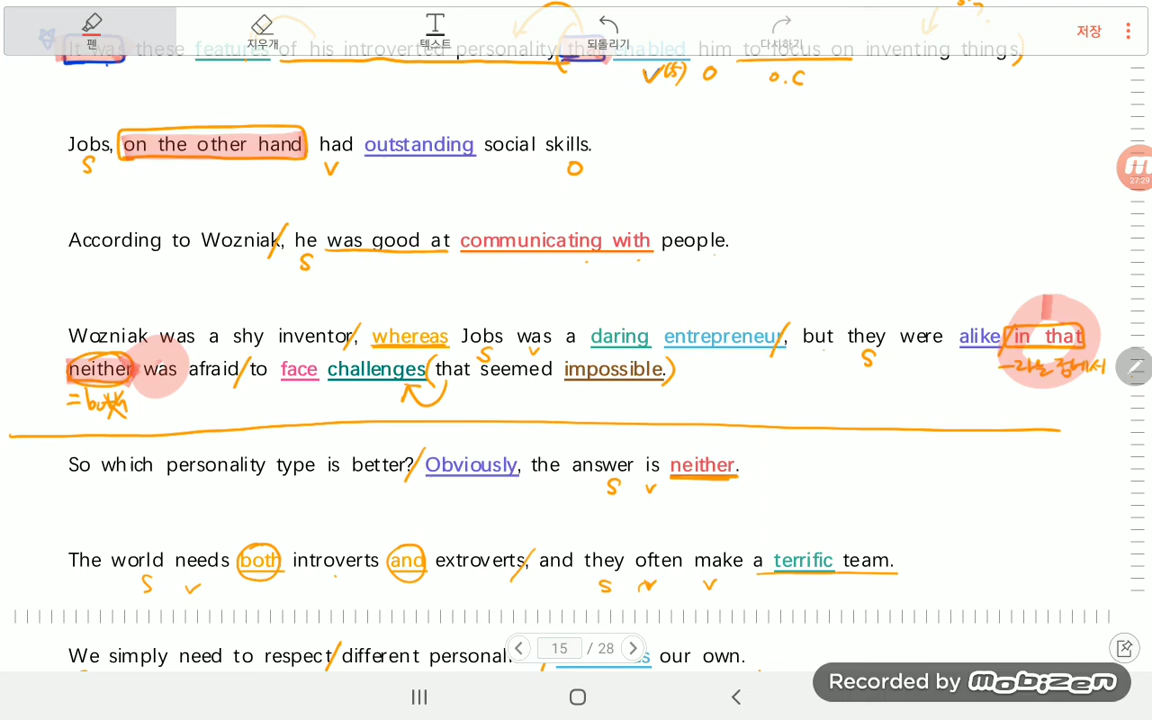 펜 지우개 텍스트 되돌리기 다시하기 저장
It was these features of his introverted personality that enabled him to focus on inventing things.
V(5) O O.C
Jobs, on the other hand had outstanding social skills.
S V O
27:29
According to Wozniak, he was good at communicating with people.
S
Wozniak was a shy inventor, whereas Jobs was a daring entrepreneur, but they were alike in that
S V S -라는 점에서
neither was afraid to face challenges that seemed impossible.
= both
So which personality type is better? Obviously, the answer is neither.
S V
The world needs both introverts and extroverts, and they often make a terrific team.
S V S V
15 / 28
We simply need to respect different personali our own.
Recorded by mobizen